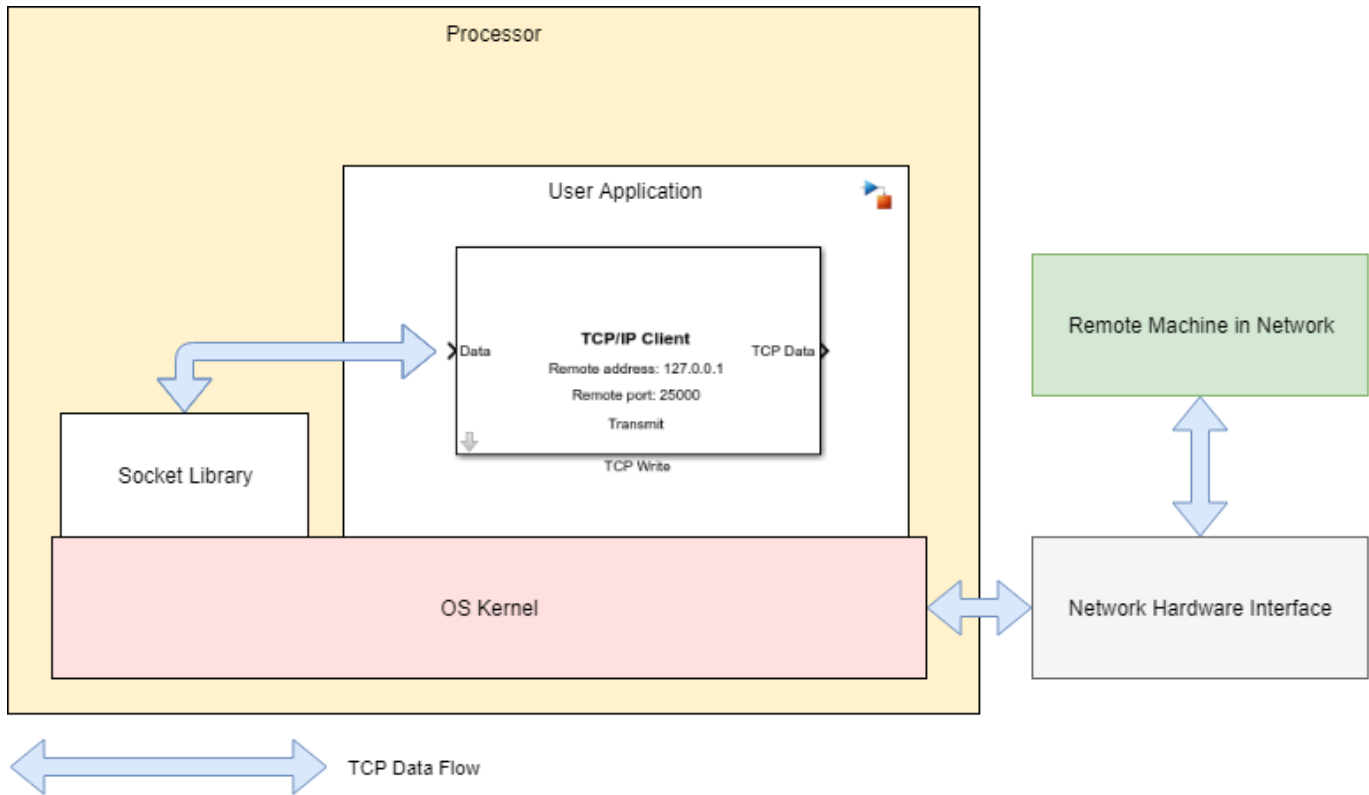 Processor
User Application
TCP/IP Client
Data
TCP Data
Remote address: 127.0.0.1
Remote port: 25000
Transmit
TCP Write
Socket Library
OS Kernel
Remote Machine in Network
Network Hardware Interface
TCP Data Flow